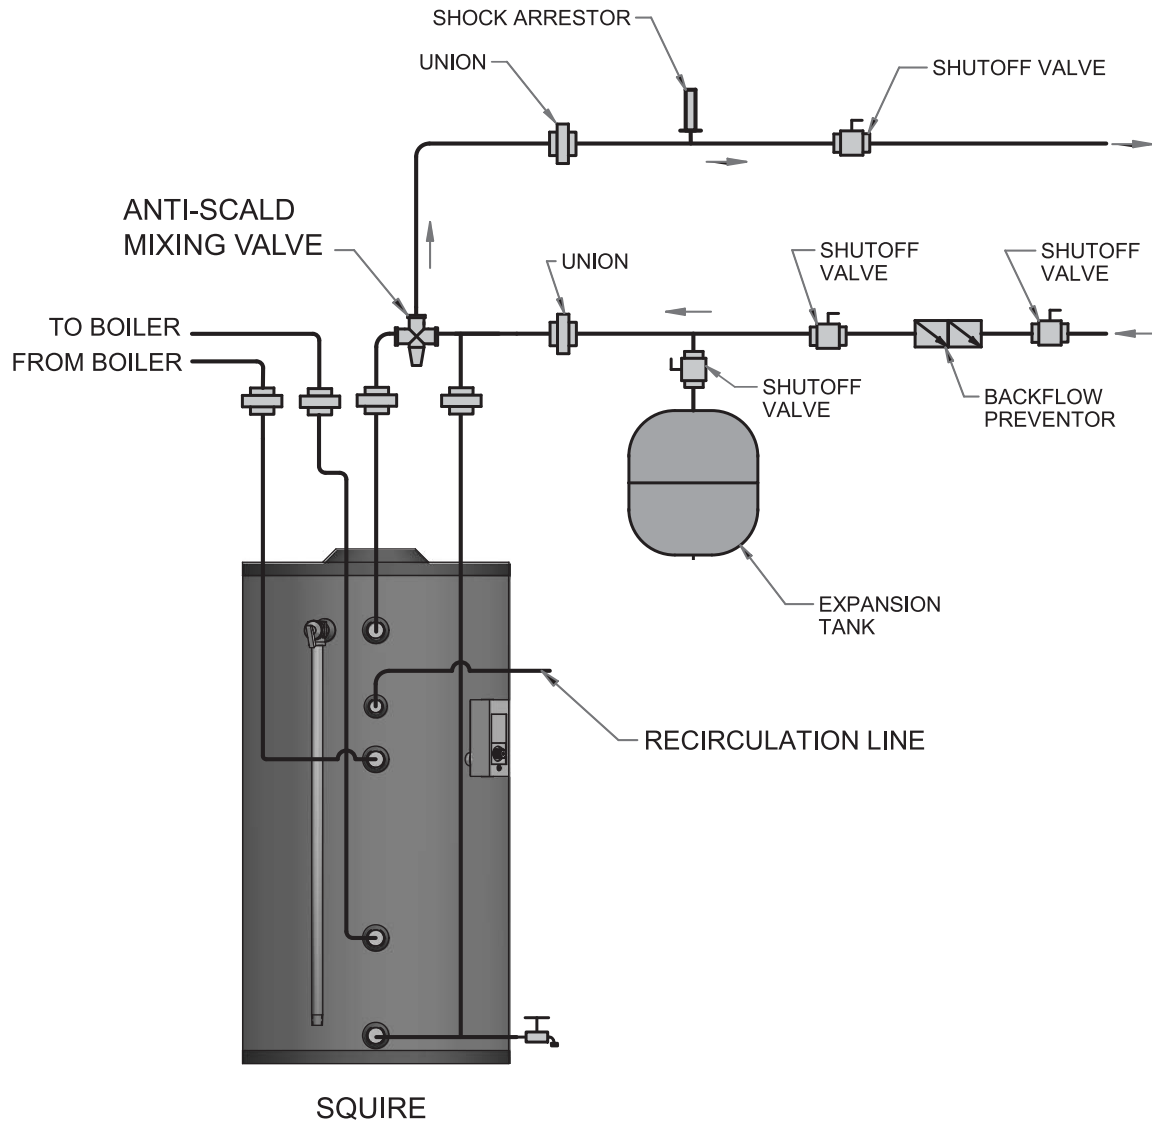 SHOCK ARRESTOR
UNION
SHUTOFF VALVE
ANTI-SCALD
MIXING VALVE
UNION
SHUTOFF
VALVE
SHUTOFF
VALVE
TO BOILER
FROM BOILER
SHUTOFF
VALVE
BACKFLOW
PREVENTOR
EXPANSION
TANK
RECIRCULATION LINE
SQUIRE